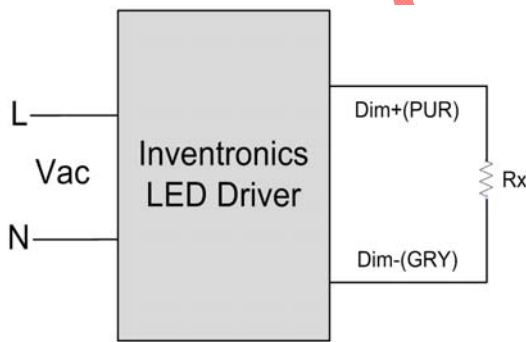 L
Vac
N
Inventronics
LED Driver
Dim+(PUR)
Rx
Dim-(GRY)